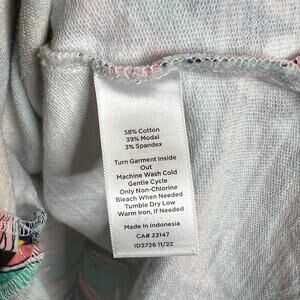 58% Cotton
39% Modal
3% Spandex
Turn Garment Inside
Out
Machine Wash Cold
Gentle Cycle
Only Non-Chlorine
Bleach When Needed
Tumble Dry Low
Warm Iron, If Needed
Made in Indonesia
CA# 23147
ID2726 11/22